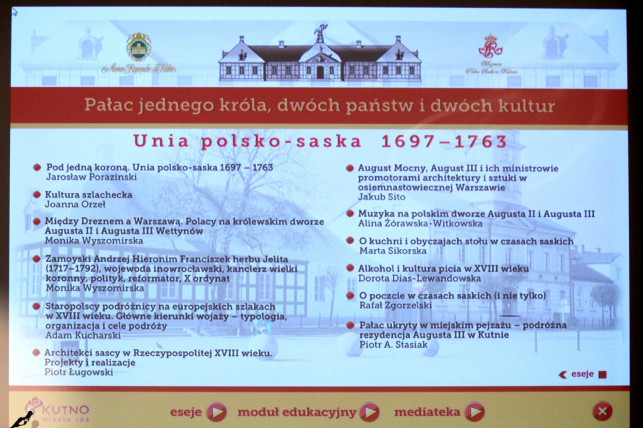 Pałac jednego króla, dwóch państw i dwóch kultur
Unia polsko-saska 1697–1763
Pod jedną koroną. Unia polsko-saska 1697 – 1763
Jarosław Porazinski
Kultura szlachecka
Joanna Orzeł
Między Dreznem a Warszawą. Polacy na królewskim dworze
Augusta II i Augusta III Wettynów
Monika Wyszomirska
Zamoyski Andrzej Hieronim Franciszek herbu Jelita
(1717–1792), wojewoda inowrocławski, kanclerz wielki
koronny, polityk, reformator, X ordynat
Monika Wyszomirska
Staropolscy podróżnicy na europejskich szlakach
w XVIII wieku. Główne kierunki wojaży – typologia,
organizacja i cele podróży
Adam Kucharski
Architekci sascy w Rzeczypospolitej XVIII wieku.
Projekty i realizacje
Piotr Ługowski
August Mocny, August III i ich ministrowie
promotorami architektury i sztuki w
osiemnastowiecznej Warszawie
Jakub Sito
Muzyka na polskim dworze Augusta II i Augusta III
Alina Żórawska-Witkowska
O kuchni i obyczajach stołu w czasach saskich
Marta Sikorska
Alkohol i kultura picia w XVIII wieku
Dorota Dias-Lewandowska
O poczcie w czasach saskich (i nie tylko)
Rafał Zgorzelski
Pałac ukryty w miejskim pejzażu – podróżna
rezydencja Augusta III w Kutnie
Piotr A. Stasiak
eseje
KUTNO
miasto róż
eseje moduł edukacyjny mediateka